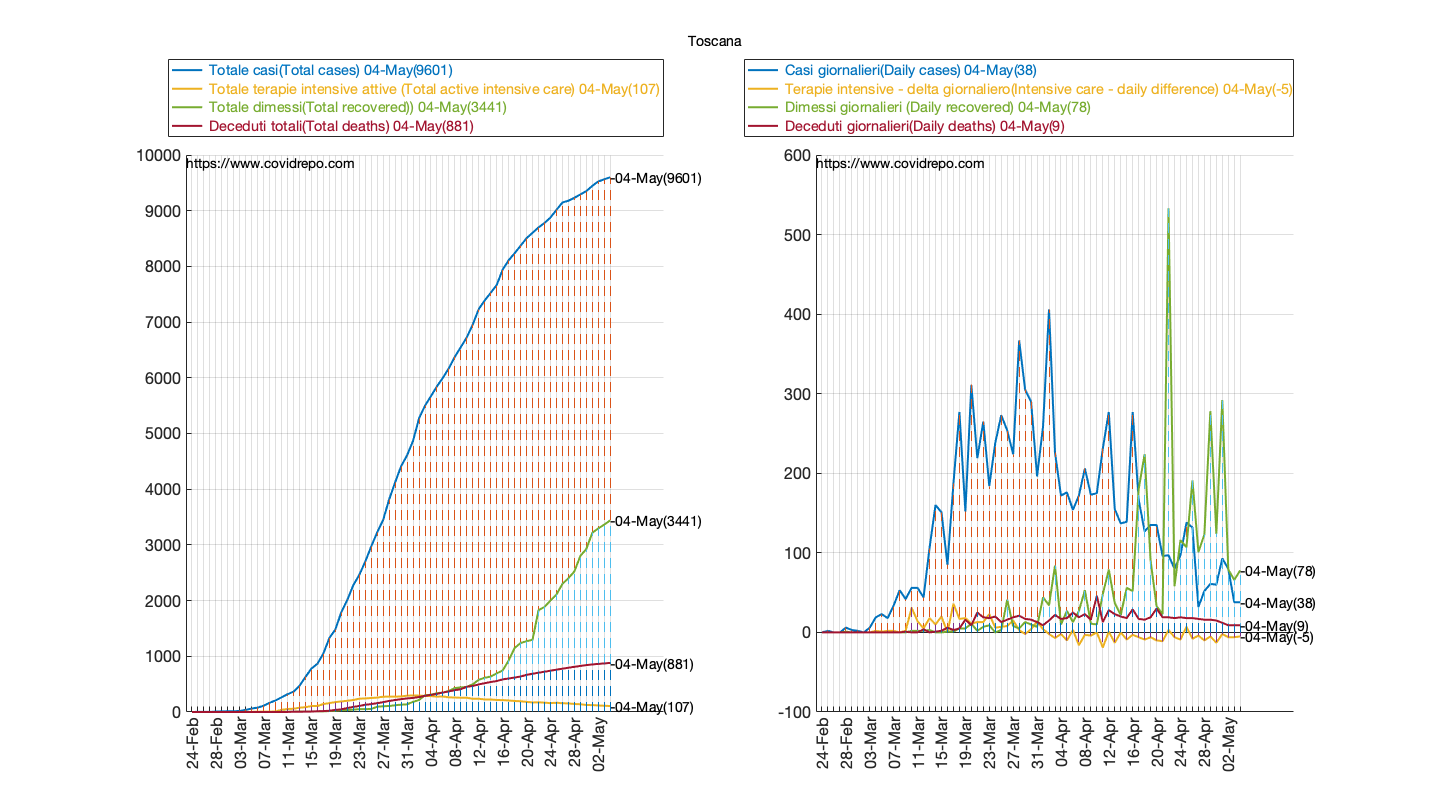 Toscana
Totale casi(Total cases) 04-May(9601)
Totale terapie intensive attive (Total active intensive care) 04-May(107)
Totale dimessi(Total recovered)) 04-May(3441)
Deceduti totali(Total deaths) 04-May(881)
https://www.covidrepo.com
10000
9000
8000
7000
6000
5000
4000
3000
2000
1000
0
04-May(9601)
04-May(3441)
04-May(881)
04-May(107)
24-Feb
28-Feb
03-Mar
07-Mar
11-Mar
15-Mar
19-Mar
23-Mar
27-Mar
31-Mar
04-Apr
08-Apr
12-Apr
16-Apr
20-Apr
24-Apr
28-Apr
02-May
Casi giornalieri(Daily cases) 04-May(38)
Terapie intensive - delta giornaliero(Intensive care - daily difference) 04-May(-5)
Dimessi giornalieri (Daily recovered) 04-May(78)
Deceduti giornalieri(Daily deaths) 04-May(9)
https://www.covidrepo.com
600
500
400
300
200
100
0
-100
04-May(78)
04-May(38)
04-May(9)
04-May(-5)
24-Feb
28-Feb
03-Mar
07-Mar
11-Mar
15-Mar
19-Mar
23-Mar
27-Mar
31-Mar
04-Apr
08-Apr
12-Apr
16-Apr
20-Apr
24-Apr
28-Apr
02-May